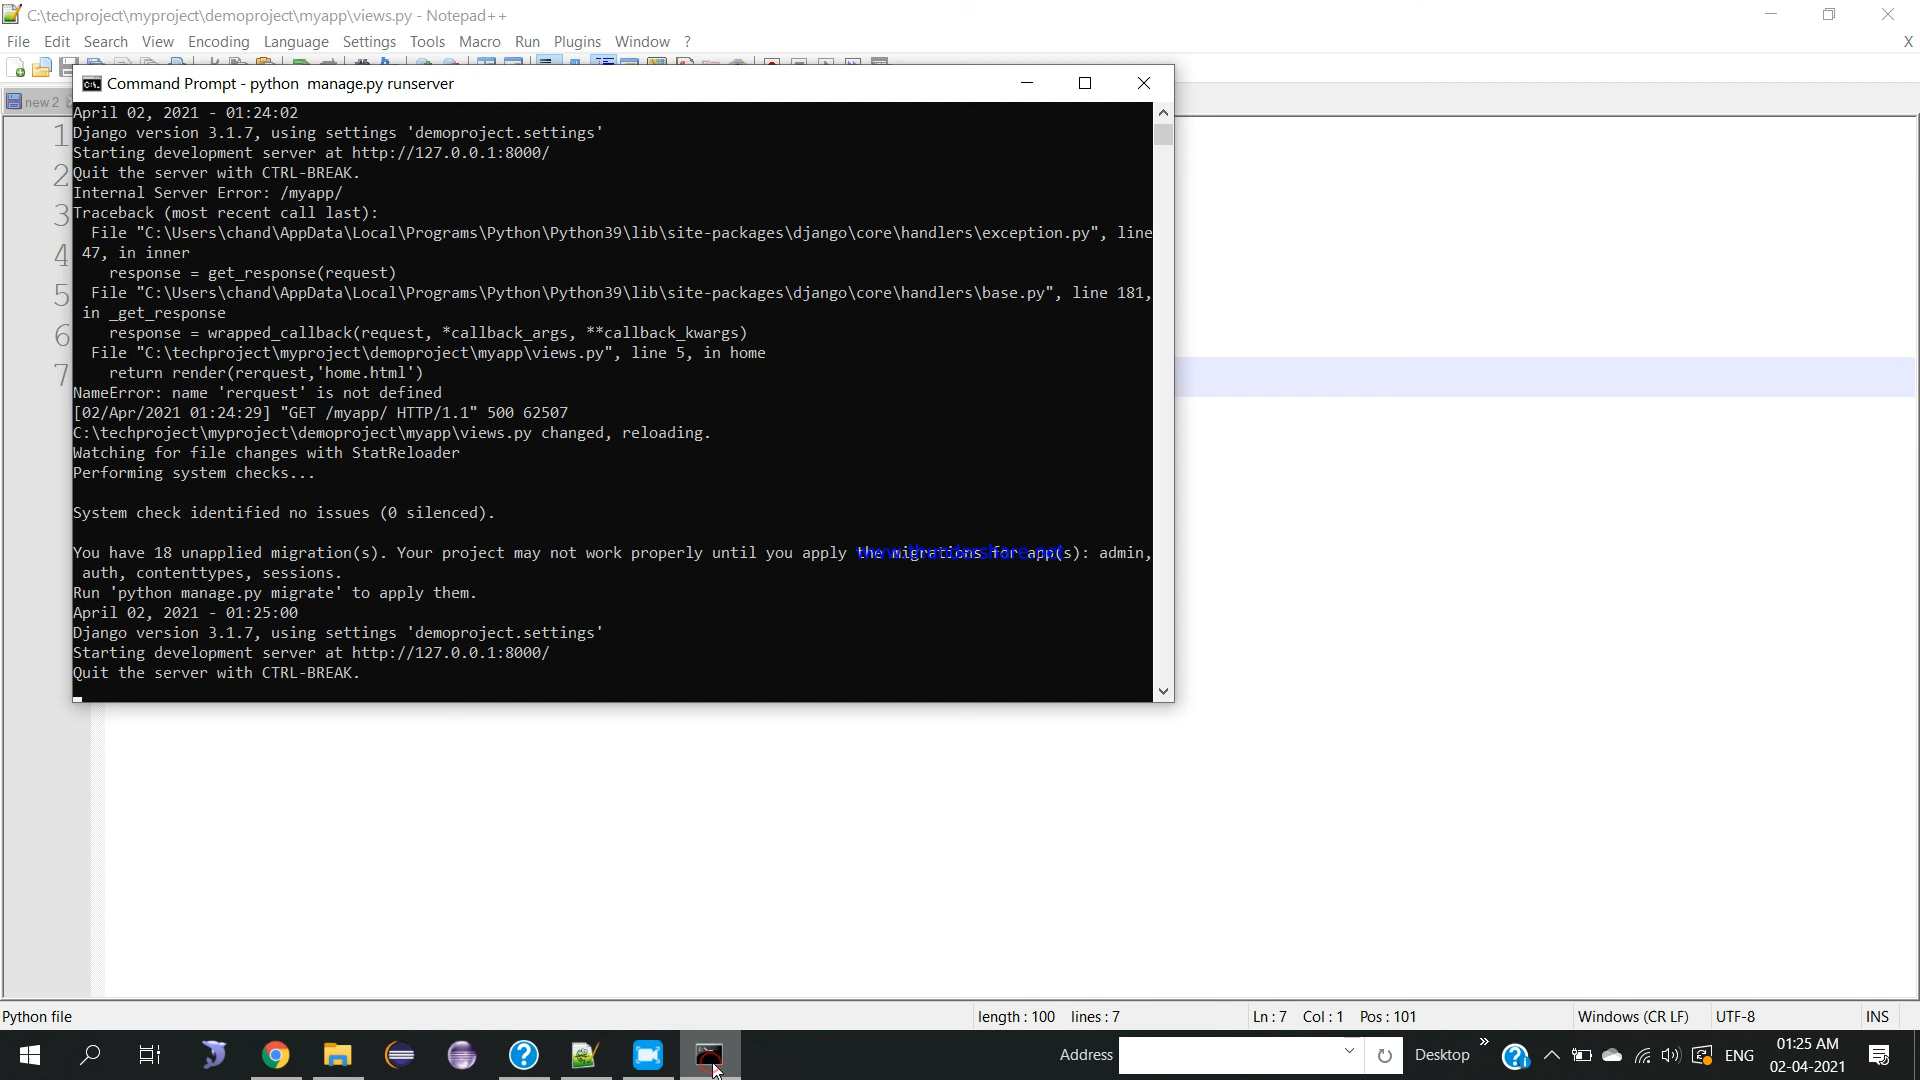 C:\techproject\myproject\demoproject\myapp\views.py - Notepad++
File Edit Search View Encoding Language Settings Tools Macro Run Plugins Window ? X
new 2
Command Prompt - python  manage.py runserver
April 02, 2021 - 01:24:02
Django version 3.1.7, using settings 'demoproject.settings'
Starting development server at http://127.0.0.1:8000/
Quit the server with CTRL-BREAK.
Internal Server Error: /myapp/
Traceback (most recent call last):
File "C:\Users\chand\AppData\Local\Programs\Python\Python39\lib\site-packages\django\core\handlers\exception.py", line
47, in inner
response = get_response(request)
File "C:\Users\chand\AppData\Local\Programs\Python\Python39\lib\site-packages\django\core\handlers\base.py", line 181,
in _get_response
response = wrapped_callback(request, *callback_args, **callback_kwargs)
File "C:\techproject\myproject\demoproject\myapp\views.py", line 5, in home
return render(rerquest,'home.html')
NameError: name 'rerquest' is not defined
[02/Apr/2021 01:24:29] "GET /myapp/ HTTP/1.1" 500 62507
C:\techproject\myproject\demoproject\myapp\views.py changed, reloading.
Watching for file changes with StatReloader
Performing system checks...
System check identified no issues (0 silenced).
You have 18 unapplied migration(s). Your project may not work properly until you apply the migrations for app(s): admin,
auth, contenttypes, sessions.
www.thundershare.net
Run 'python manage.py migrate' to apply them.
April 02, 2021 - 01:25:00
Django version 3.1.7, using settings 'demoproject.settings'
Starting development server at http://127.0.0.1:8000/
Quit the server with CTRL-BREAK.
1
2
3
4
5
6
7
Python file length : 100 lines : 7 Ln : 7 Col : 1 Pos : 101 Windows (CR LF) UTF-8 INS
Address Desktop ENG 01:25 AM
02-04-2021